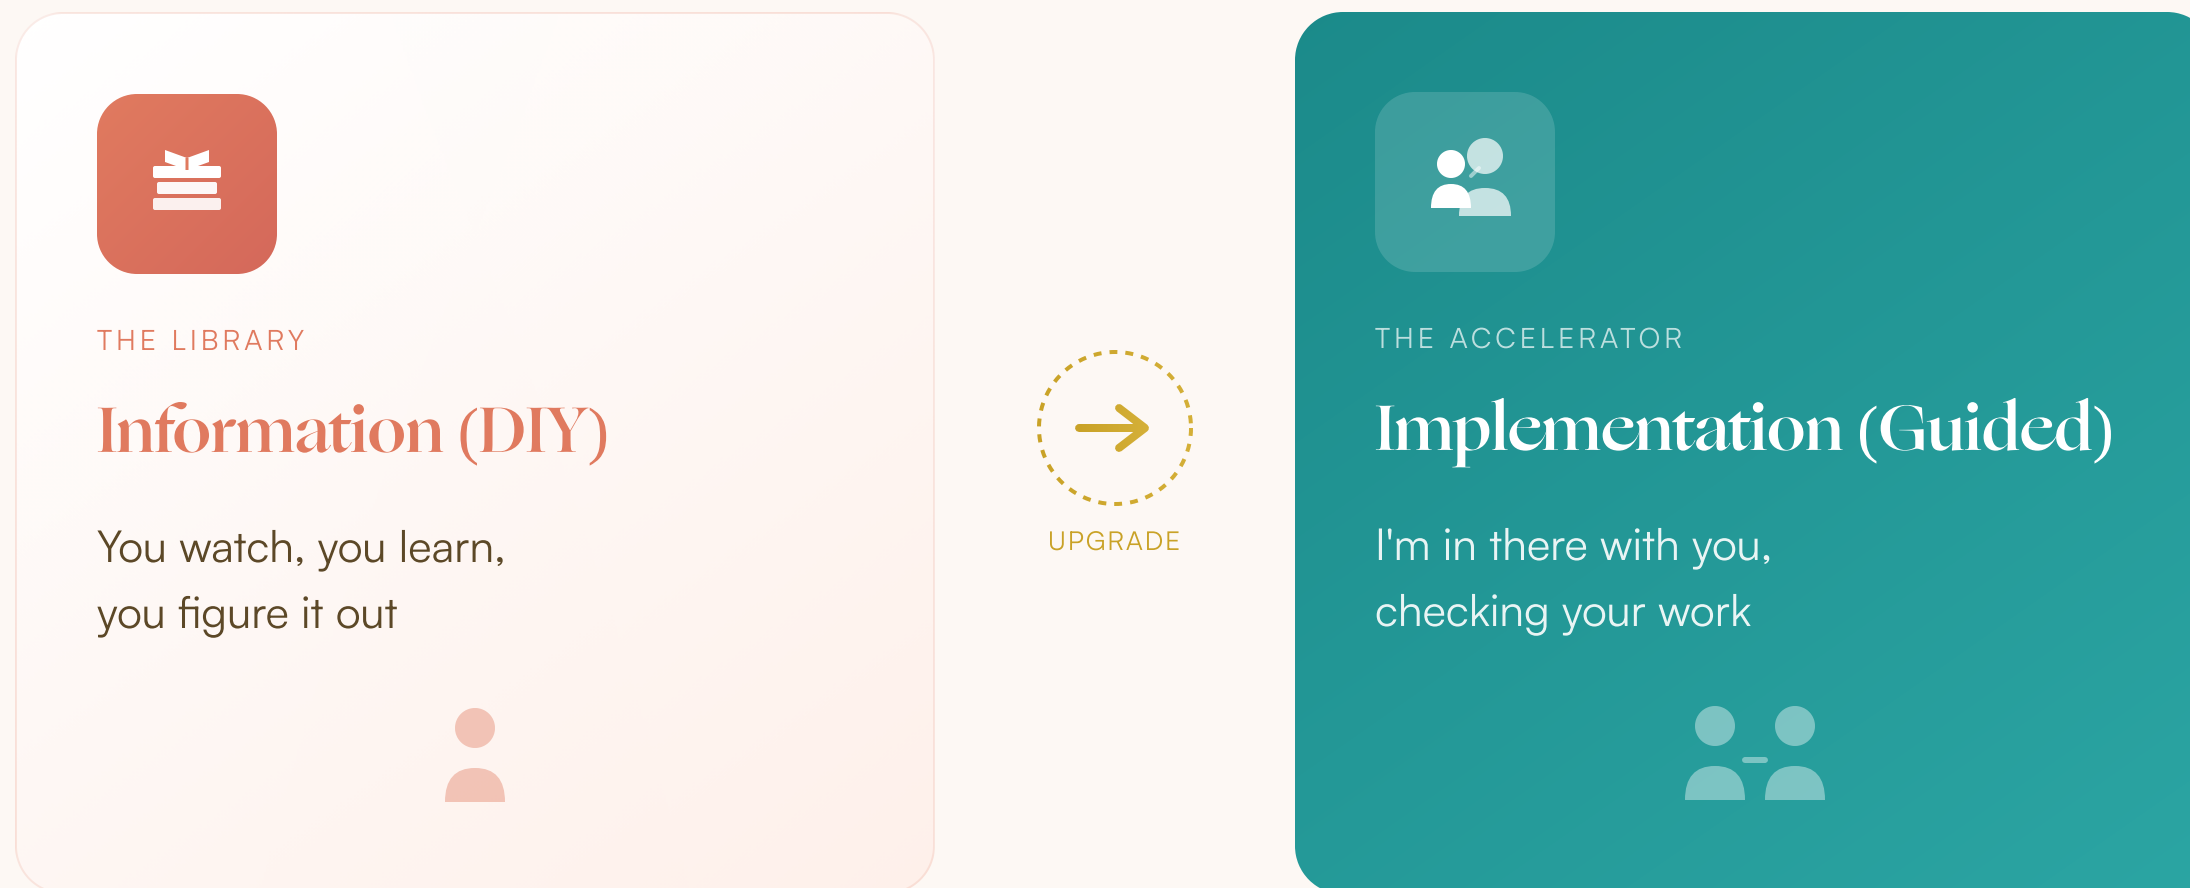 THE LIBRARY
Information (DIY)
You watch, you learn,
you figure it out
UPGRADE
THE ACCELERATOR
Implementation (Guided)
I'm in there with you,
checking your work